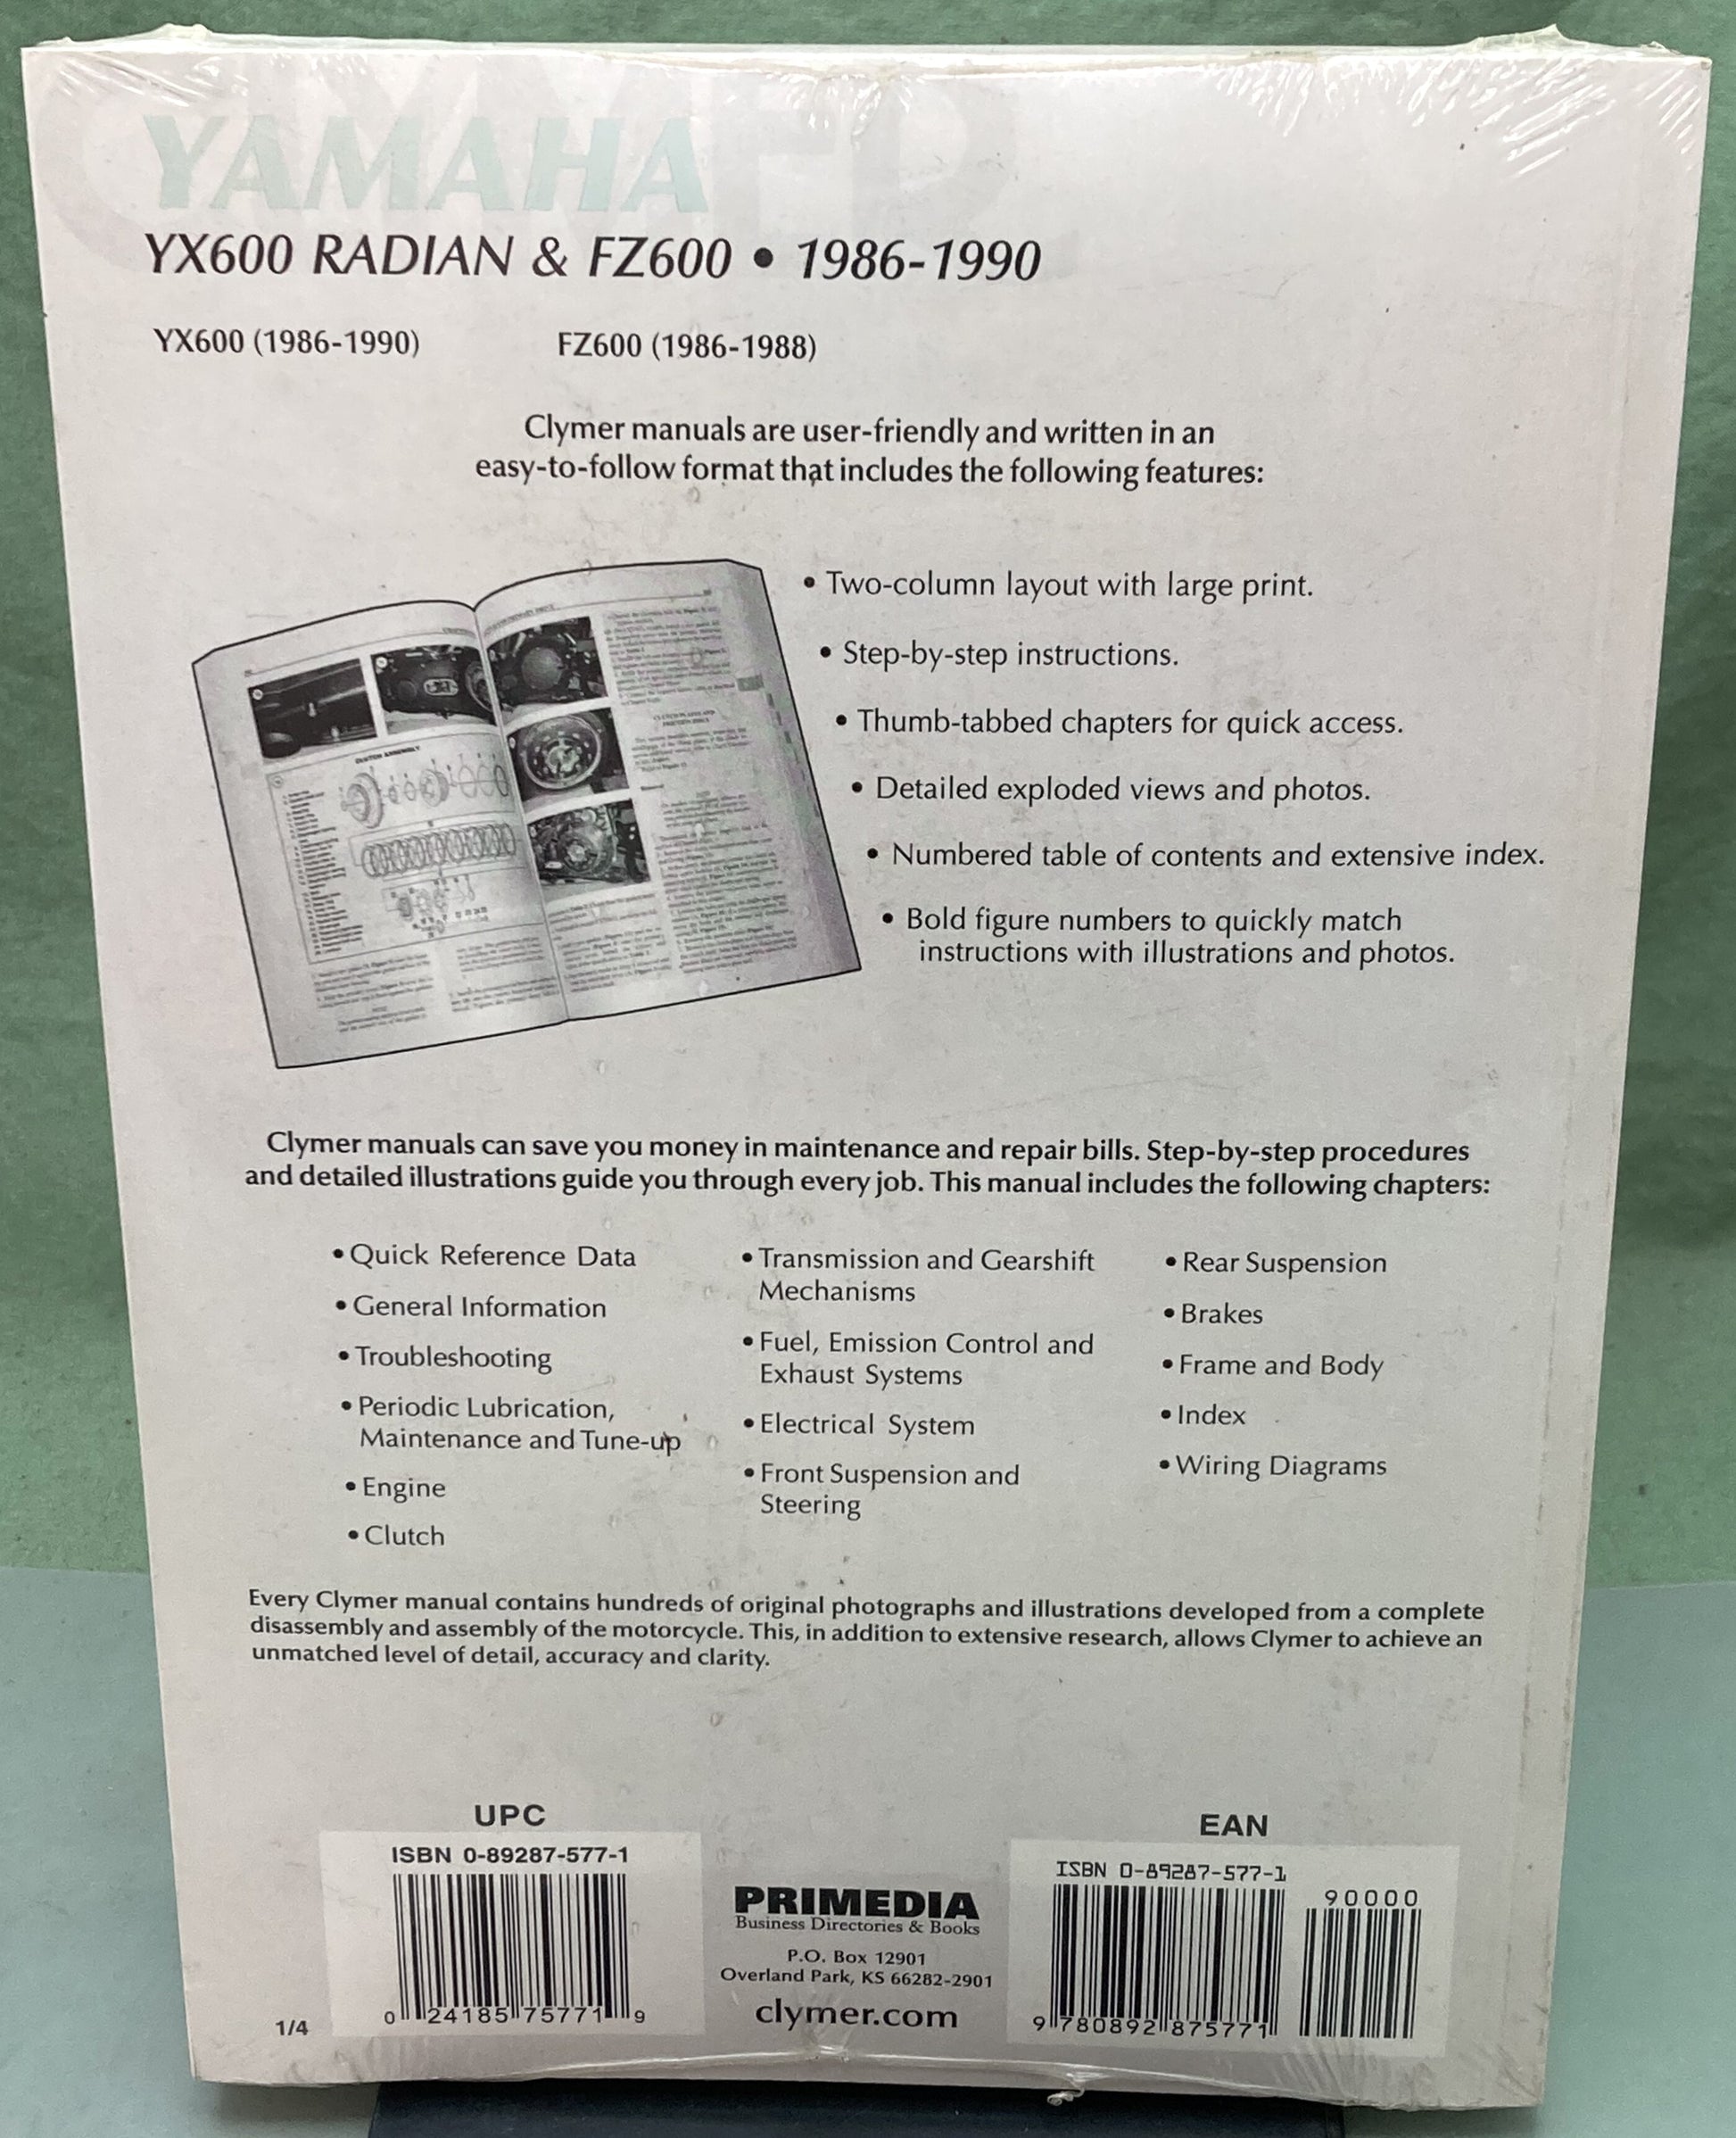 YAMAHA
YX600 RADIAN & FZ600 • 1986-1990
YX600 (1986-1990)
FZ600 (1986-1988)
Clymer manuals are user-friendly and written in an
easy-to-follow format that includes the following features:
• Two-column layout with large print.
• Step-by-step instructions.
• Thumb-tabbed chapters for quick access.
• Detailed exploded views and photos.
• Numbered table of contents and extensive index.
• Bold figure numbers to quickly match
instructions with illustrations and photos.
CLUTCH ASSEMBLY
Clymer manuals can save you money in maintenance and repair bills. Step-by-step procedures
and detailed illustrations guide you through every job. This manual includes the following chapters:
• Quick Reference Data
• General Information
• Troubleshooting
• Periodic Lubrication,
Maintenance and Tune-up
• Engine
• Clutch
• Transmission and Gearshift
Mechanisms
• Fuel, Emission Control and
Exhaust Systems
• Electrical System
• Front Suspension and
Steering
• Rear Suspension
• Brakes
• Frame and Body
• Index
• Wiring Diagrams
Every Clymer manual contains hundreds of original photographs and illustrations developed from a complete
disassembly and assembly of the motorcycle. This, in addition to extensive research, allows Clymer to achieve an
unmatched level of detail, accuracy and clarity.
UPC
ISBN 0-89287-577-1
0 24185 75771 9
1/4
PRIMEDIA
Business Directories & Books
P.O. Box 12901
Overland Park, KS 66282-2901
clymer.com
EAN
ISBN 0-89287-577-1
90000
9 780892 875771